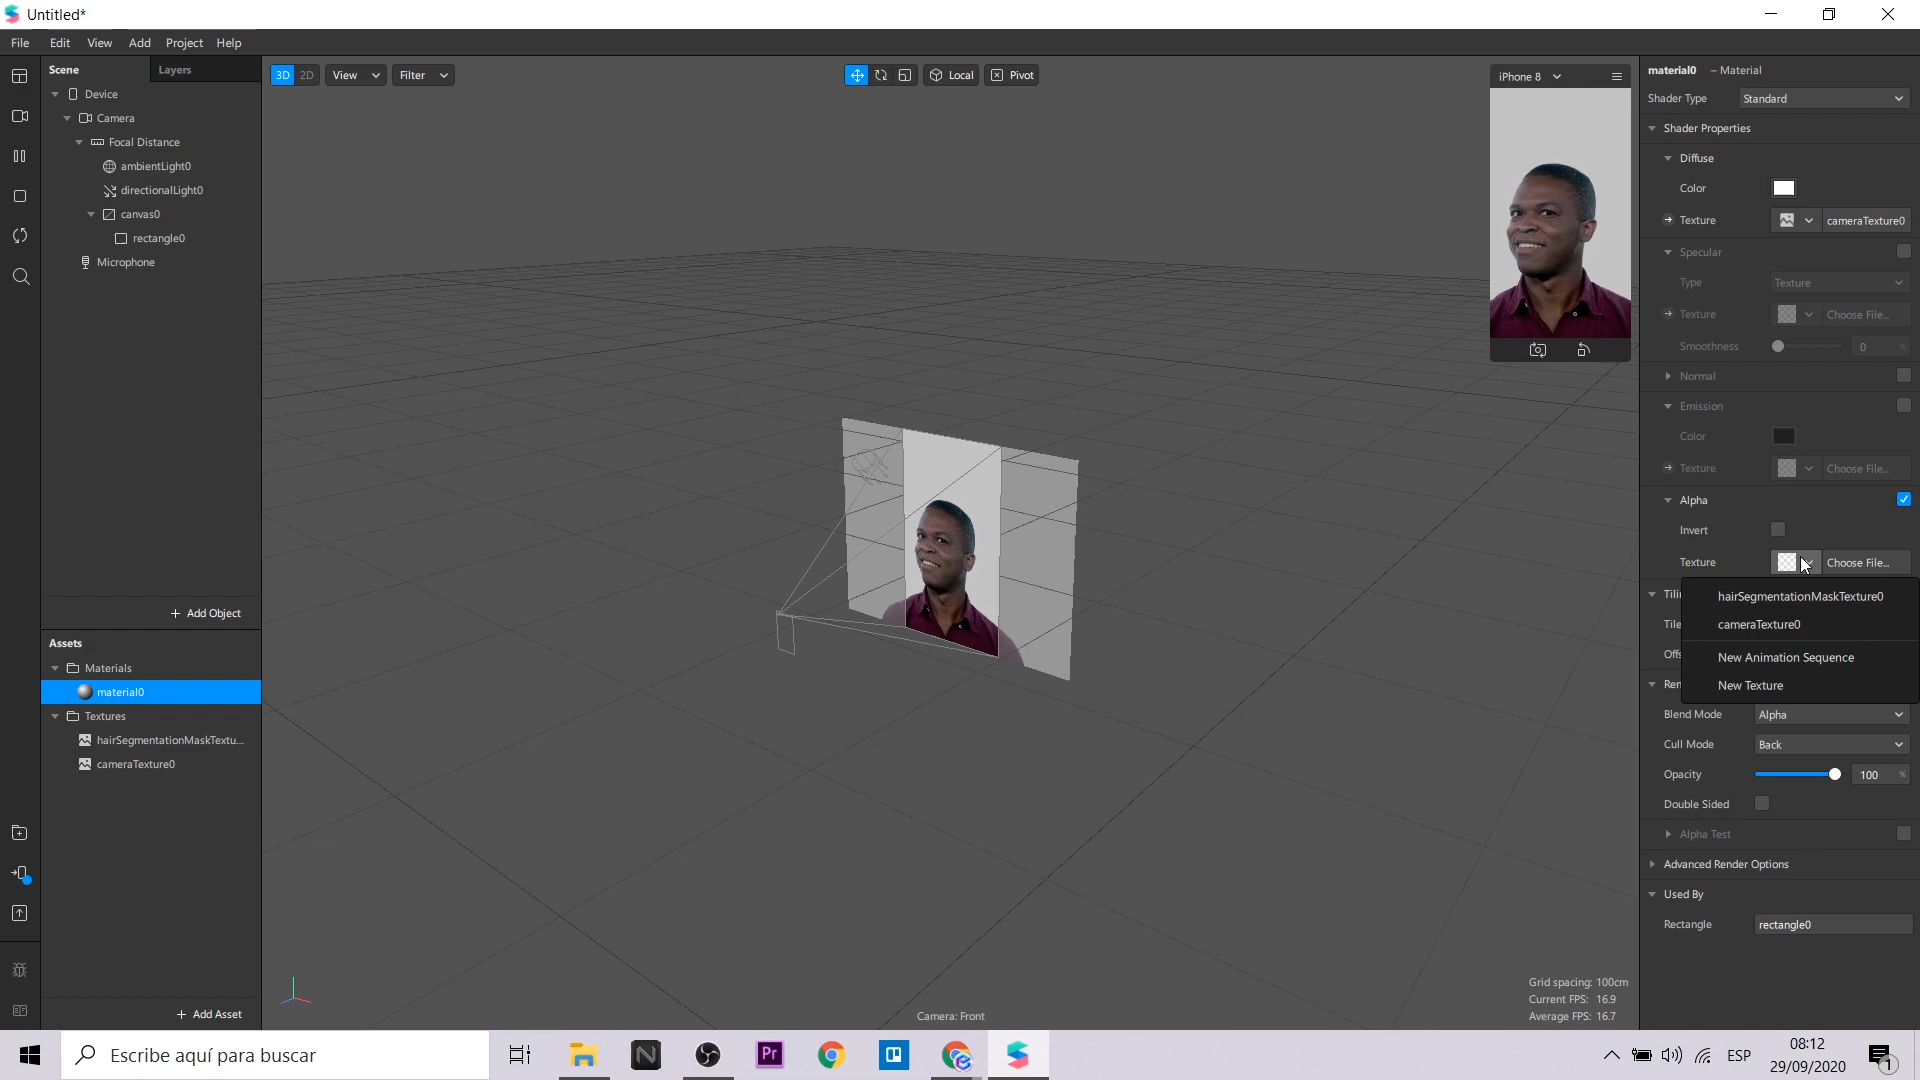 Untitled*
File Edit View Add Project Help
Scene Layers
Device
Camera
Focal Distance
ambientLight0
directionalLight0
canvas0
rectangle0
Microphone
+ Add Object
Assets
Materials
material0
Textures
hairSegmentationMaskTextu...
cameraTexture0
+ Add Asset
3D 2D View Filter
Local Pivot
iPhone 8
Camera: Front
Grid spacing: 100cm
Current FPS: 16.9
Average FPS: 16.7
material0 – Material
Shader Type Standard
Shader Properties
Diffuse
Color
Texture cameraTexture0
Specular
Type Texture
Texture Choose File...
Smoothness 0 %
Normal
Emission
Color
Texture Choose File...
Alpha
Invert
Texture Choose File...
hairSegmentationMaskTexture0
cameraTexture0
New Animation Sequence
New Texture
Blend Mode Alpha
Cull Mode Back
Opacity 100 %
Double Sided
Alpha Test
Advanced Render Options
Used By
Rectangle rectangle0
Escribe aquí para buscar
N
Pr
ESP
08:12
29/09/2020
1